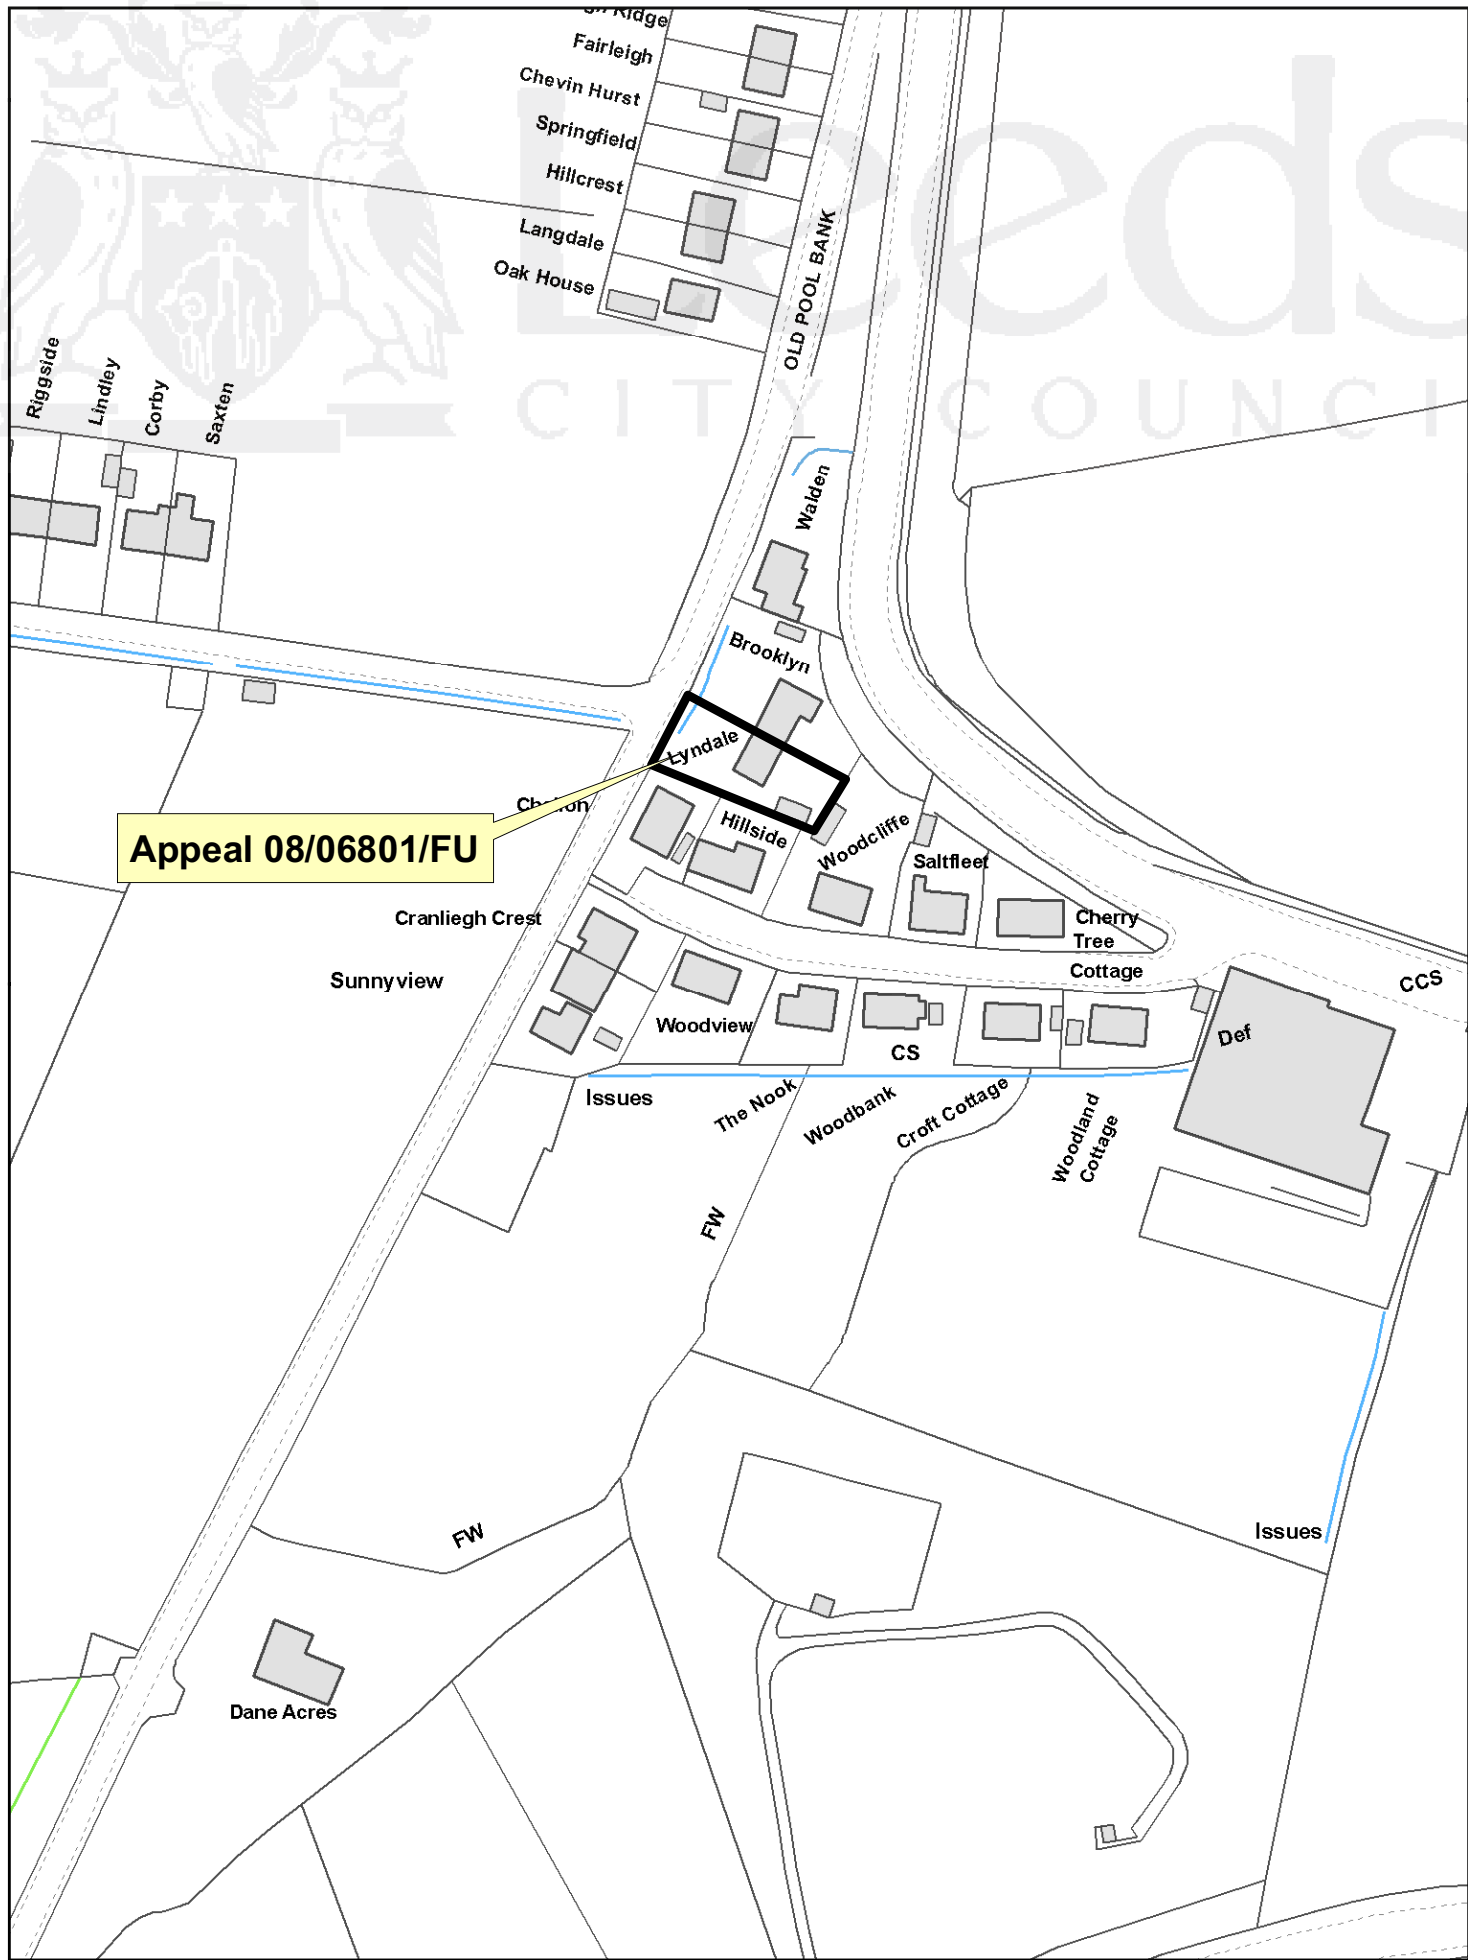 Ridge
Fairleigh
Chevin Hurst
Springfield
Hillcrest
Langdale
Oak House
Leeds
CITY COUNCI
OLD POOL BANK
Riggside
Lindley
Corby
Saxten
Walden
Brooklyn
Lyndale
Appeal 08/06801/FU
Hillside
Woodcliffe
Saltfleet
Cherry
Tree
Cottage
Cranliegh Crest
Sunnyview
CCS
Def
Woodview
CS
Issues
The Nook
Woodbank
Croft Cottage
Woodland
Cottage
FW
FW
Issues
Dane Acres